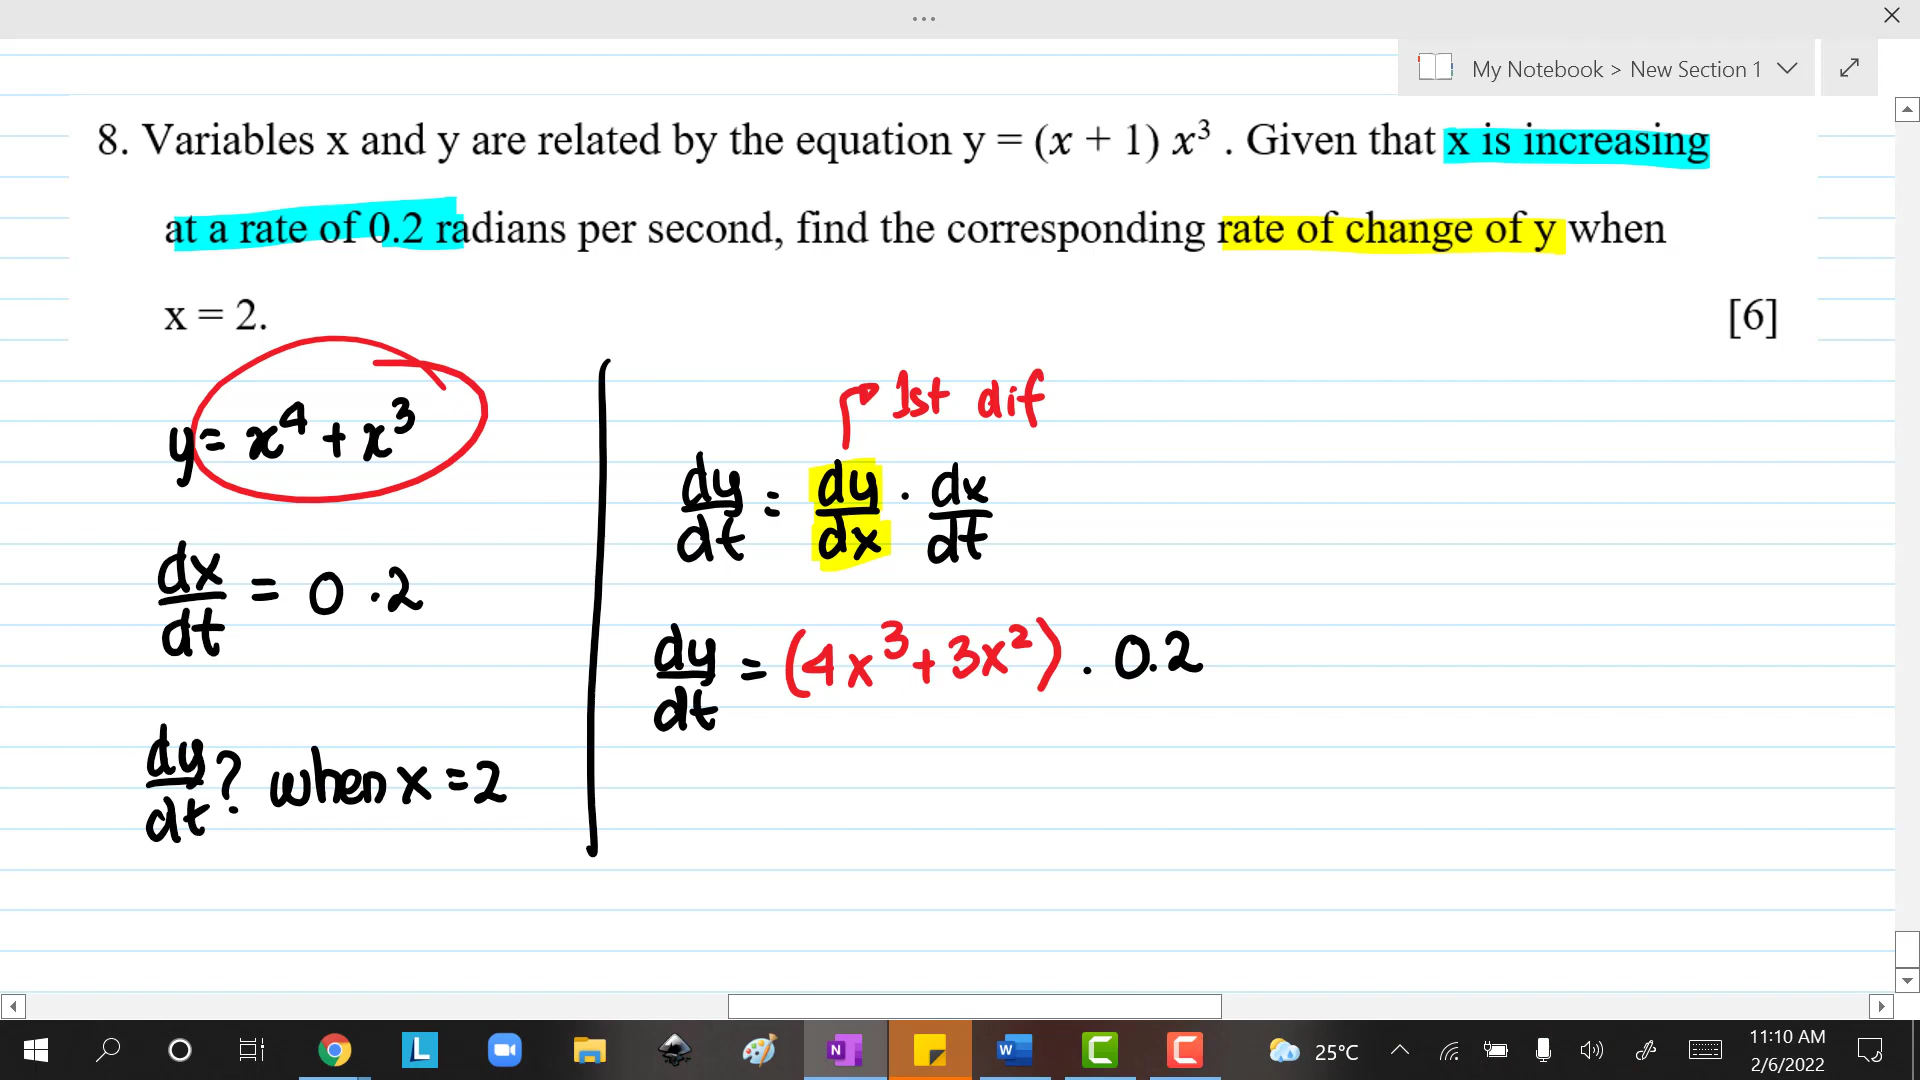 My Notebook > New Section 1
8. Variables x and y are related by the equation y = (x + 1) x³ . Given that x is increasing
at a rate of 0.2 radians per second, find the corresponding rate of change of y when
x = 2. [6]
y = x⁴ + x³
dx/dt = 0.2
dy/dt? when x = 2
1st dif
dy/dt = dy/dx · dx/dt
dy/dt = (4x³ + 3x²) · 0.2
25°C
11:10 AM
2/6/2022